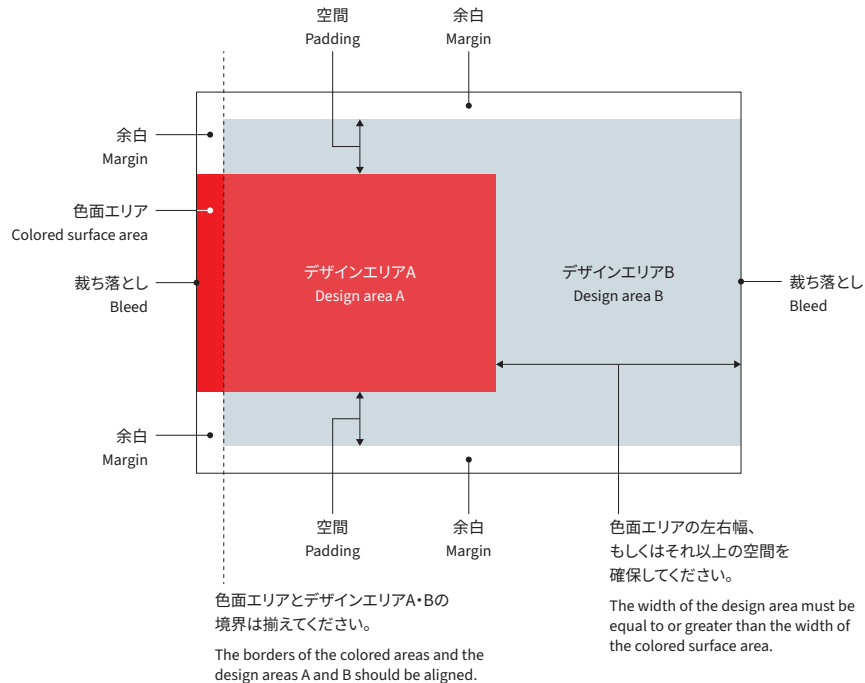 空間
Padding
余白
Margin
余白
Margin
色面エリア
Colored surface area
裁ち落とし
Bleed
デザインエリアA
Design area A
デザインエリアB
Design area B
裁ち落とし
Bleed
余白
Margin
空間
Padding
余白
Margin
色面エリアの左右幅、
もしくはそれ以上の空間を
確保してください。
The width of the design area must be
equal to or greater than the width of
the colored surface area.
色面エリアとデザインエリアA・Bの
境界は揃えてください。
The borders of the colored areas and the
design areas A and B should be aligned.